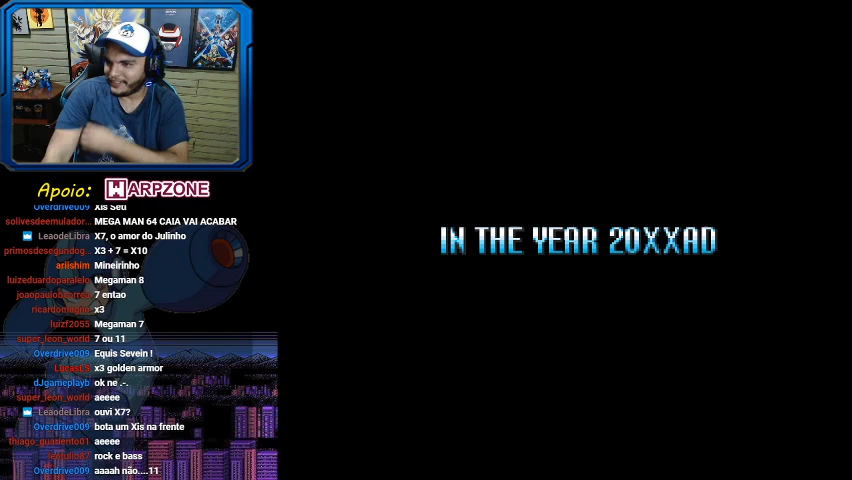 Apoio: WARPZONE
Overdrive009 Xis Seti
solivesdeemulador... MEGA MAN 64 CAIA VAI ACABAR
LeaodeLibra X7, o amor do Julinho
primosdesegundog... X3 + 7 = X10
ariishim Mineirinho
luizeduardoparalelo Megaman 8
7 entao
x3
luizf2055 Megaman 7
super_leon_world 7 ou 11
Overdrive009 Equis Sevein !
LucasLS x3 golden armor
dJgameplayb ok ne .-.
super_leon_world aeeee
LeaodeLibra ouvi X7?
Overdrive009 bota um Xis na frente
aeeee
rock e bass
Overdrive009 aaaah não....11
IN THE YEAR 20XXAD